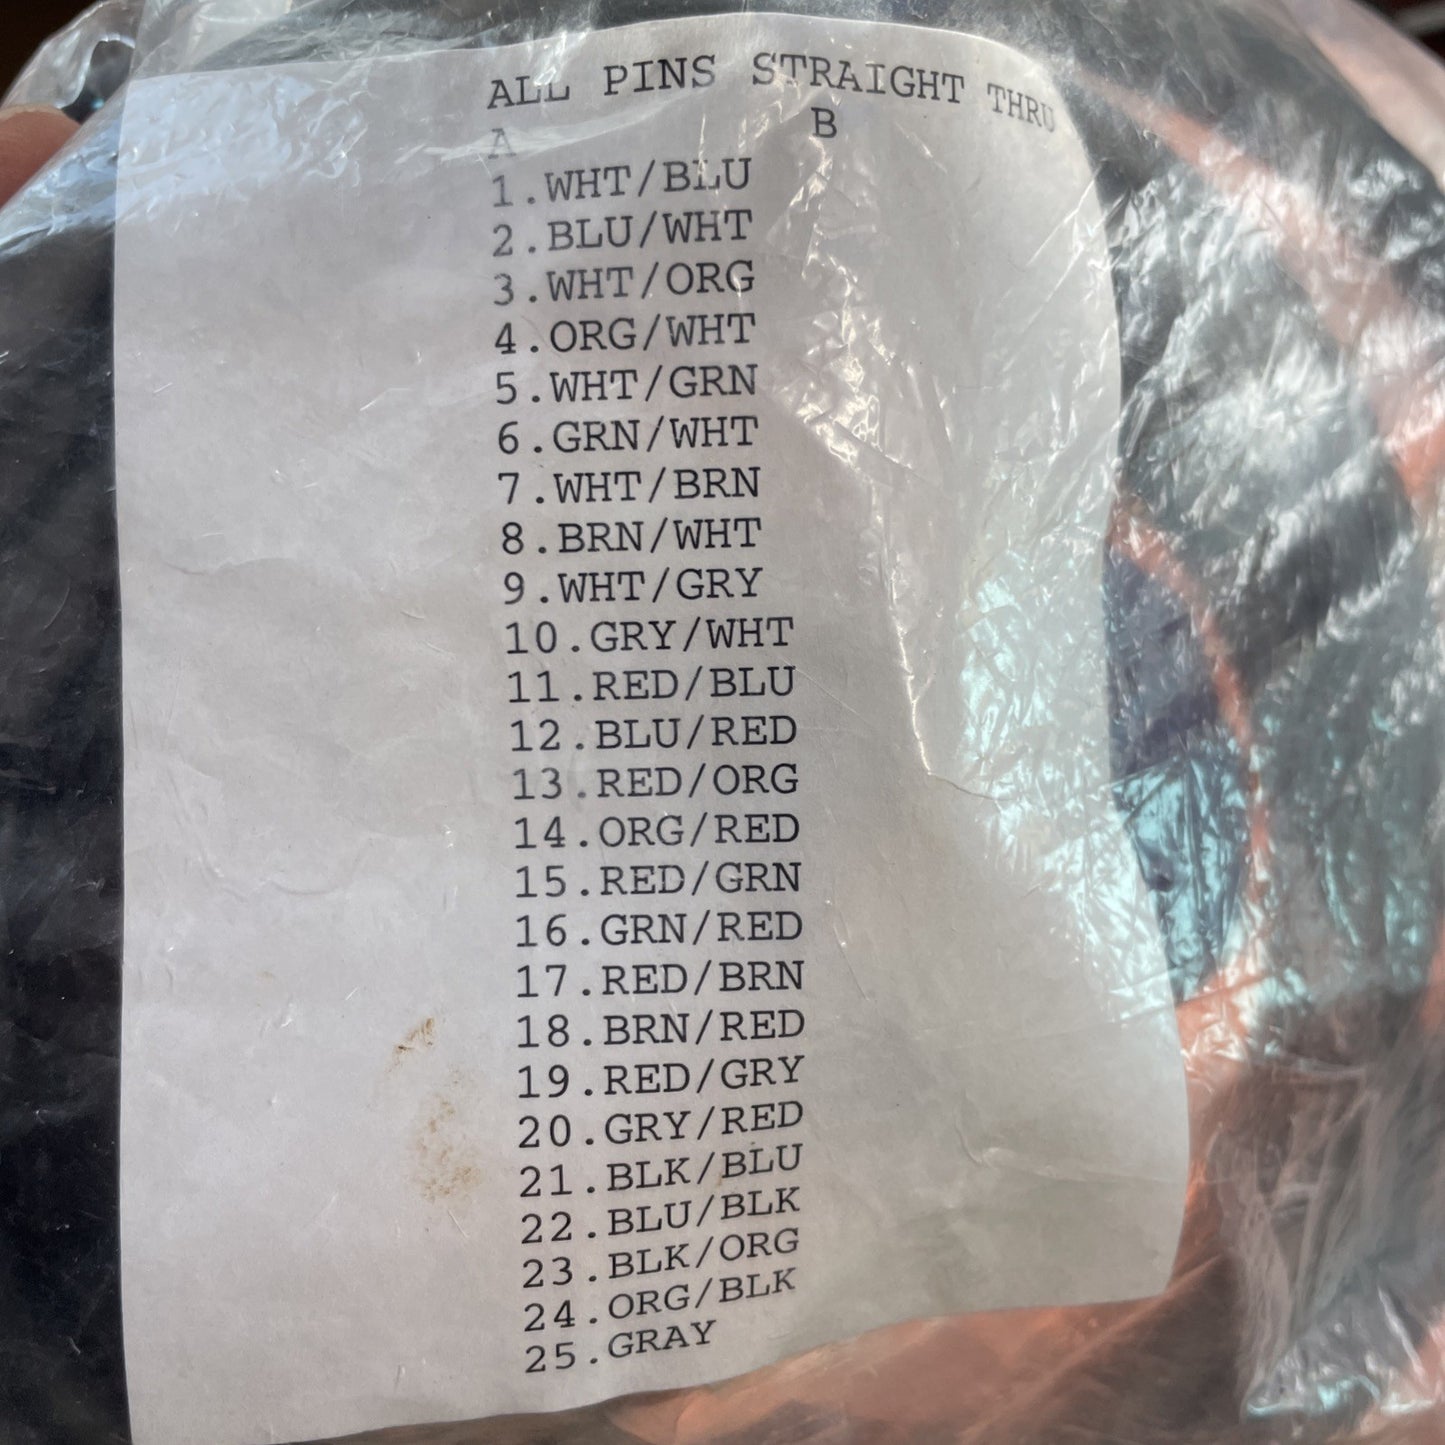 ALL PINS STRAIGHT THRU
A B
1.WHT/BLU
2.BLU/WHT
3.WHT/ORG
4.ORG/WHT
5.WHT/GRN
6.GRN/WHT
7.WHT/BRN
8.BRN/WHT
9.WHT/GRY
10.GRY/WHT
11.RED/BLU
12.BLU/RED
13.RED/ORG
14.ORG/RED
15.RED/GRN
16.GRN/RED
17.RED/BRN
18.BRN/RED
19.RED/GRY
20.GRY/RED
21.BLK/BLU
22.BLU/BLK
23.BLK/ORG
24.ORG/BLK
25.GRAY